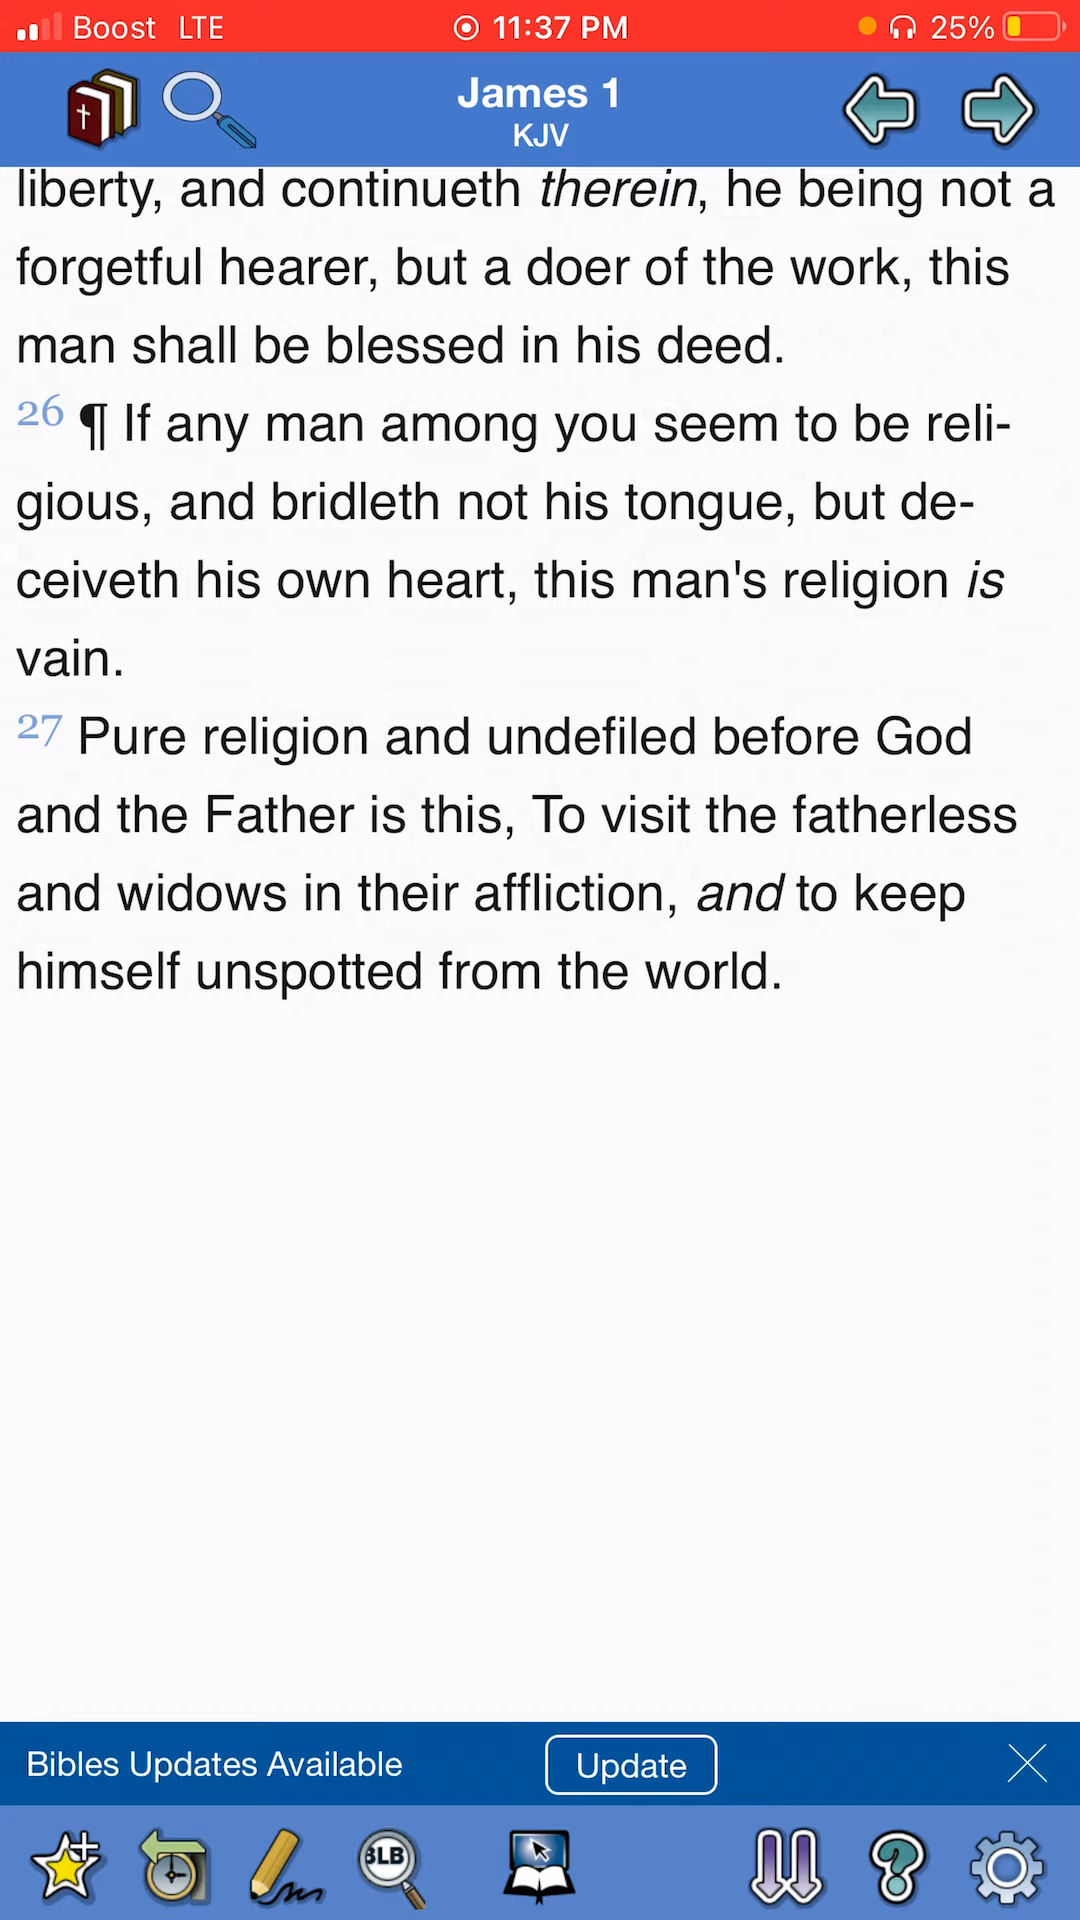 Boost LTE 11:37 PM 25%
James 1
KJV
liberty, and continueth therein, he being not a
forgetful hearer, but a doer of the work, this
man shall be blessed in his deed.
26 ¶ If any man among you seem to be reli-
gious, and bridleth not his tongue, but de-
ceiveth his own heart, this man's religion is
vain.
27 Pure religion and undefiled before God
and the Father is this, To visit the fatherless
and widows in their affliction, and to keep
himself unspotted from the world.
Bibles Updates Available Update
BLB